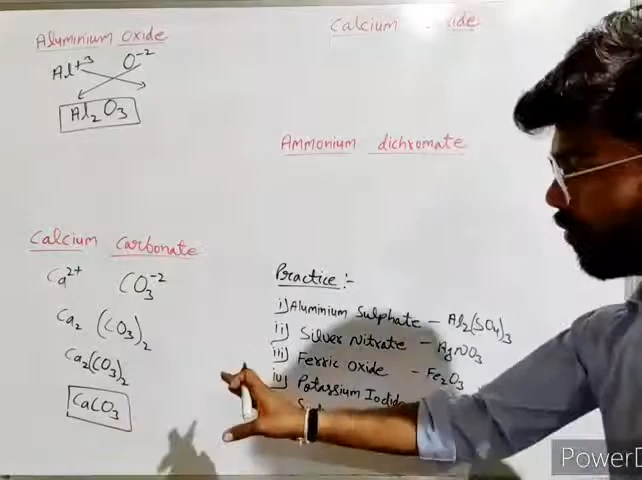 Aluminium Oxide
Al+3 O-2
Al2O3
Calcium
Ammonium dichromate
Calcium Carbonate
Ca2+ CO3-2
Ca2 (CO3)2
Ca2(CO3)2
CaCO3
Practice :-
i) Aluminium Sulphate - Al2(SO4)3
ii) Silver Nitrate - AgNO3
iii) Ferric Oxide - Fe2O3
iv) Potassium Iodide